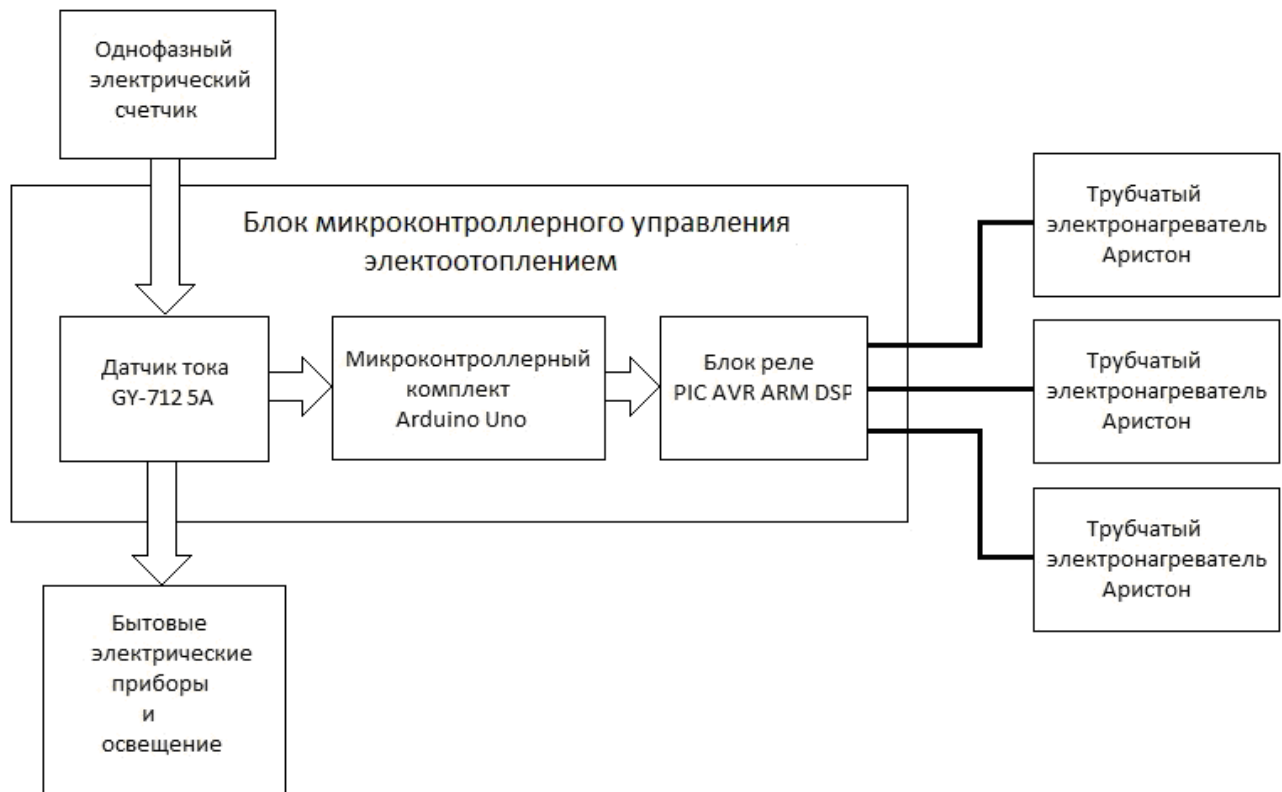 Однофазный
электрический
счетчик
Блок микроконтроллерного управления
электоотоплением
Датчик тока
GY-712 5A
Микроконтроллерный
комплект
Arduino Uno
Блок реле
PIC AVR ARM DSP
Трубчатый
электронагреватель
Аристон
Трубчатый
электронагреватель
Аристон
Трубчатый
электронагреватель
Аристон
Бытовые
электрические
приборы
и
освещение